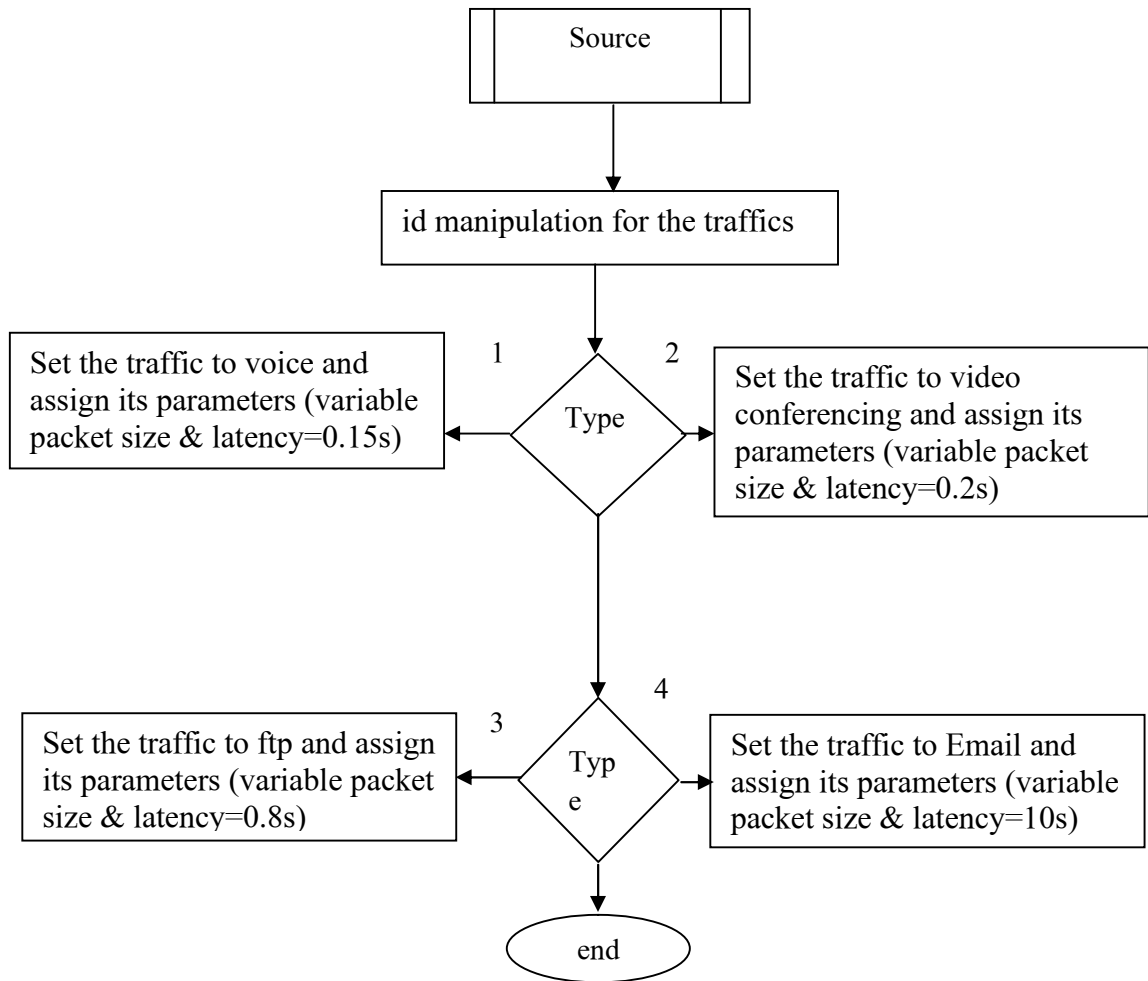 Source
id manipulation for the traffics
1
2
Set the traffic to voice and
assign its parameters (variable
packet size & latency=0.15s)
Type
Set the traffic to video
conferencing and assign its
parameters (variable packet
size & latency=0.2s)
3
4
Set the traffic to ftp and assign
its parameters (variable packet
size & latency=0.8s)
Typ
e
Set the traffic to Email and
assign its parameters (variable
packet size & latency=10s)
end